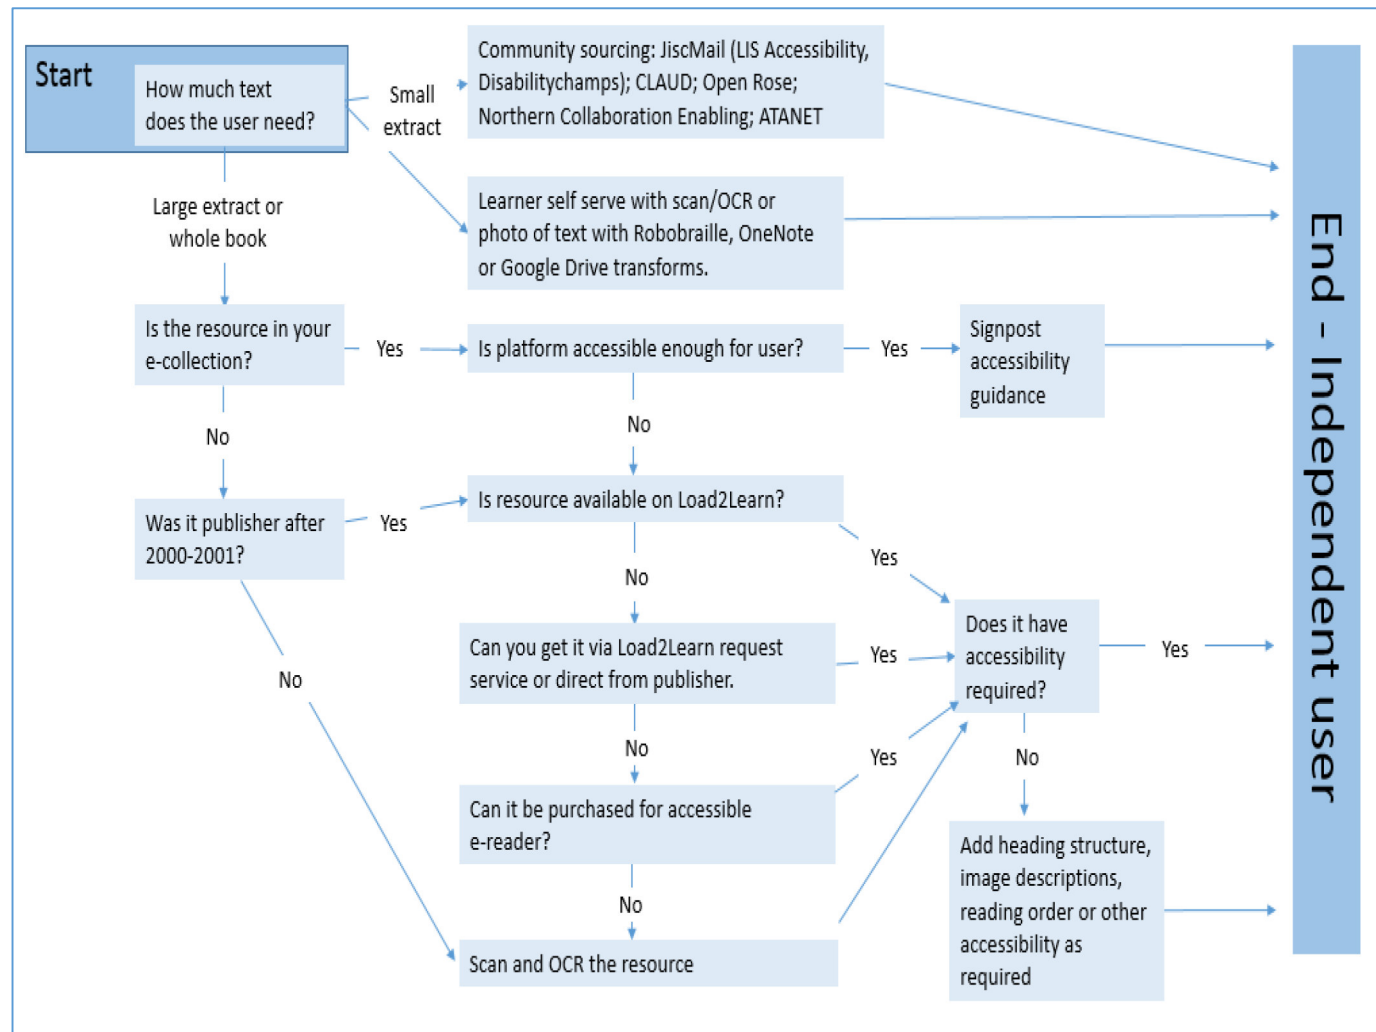 Start
How much text
does the user need?
Small
extract
Community sourcing: JiscMail (LIS Accessibility,
Disabilitychamps); CLAUD; Open Rose;
Northern Collaboration Enabling; ATANET
Learner self serve with scan/OCR or
photo of text with Robobraille, OneNote
or Google Drive transforms.
Large extract or
whole book
Is the resource in your
e-collection?
Yes
Is platform accessible enough for user?
Yes
Signpost
accessibility
guidance
No
No
Was it publisher after
2000-2001?
Yes
Is resource available on Load2Learn?
Yes
No
No
Can you get it via Load2Learn request
service or direct from publisher.
Yes
Does it have
accessibility
required?
Yes
No
Yes
No
Can it be purchased for accessible
e-reader?
No
Add heading structure,
image descriptions,
reading order or other
accessibility as
required
Scan and OCR the resource
End - Independent user